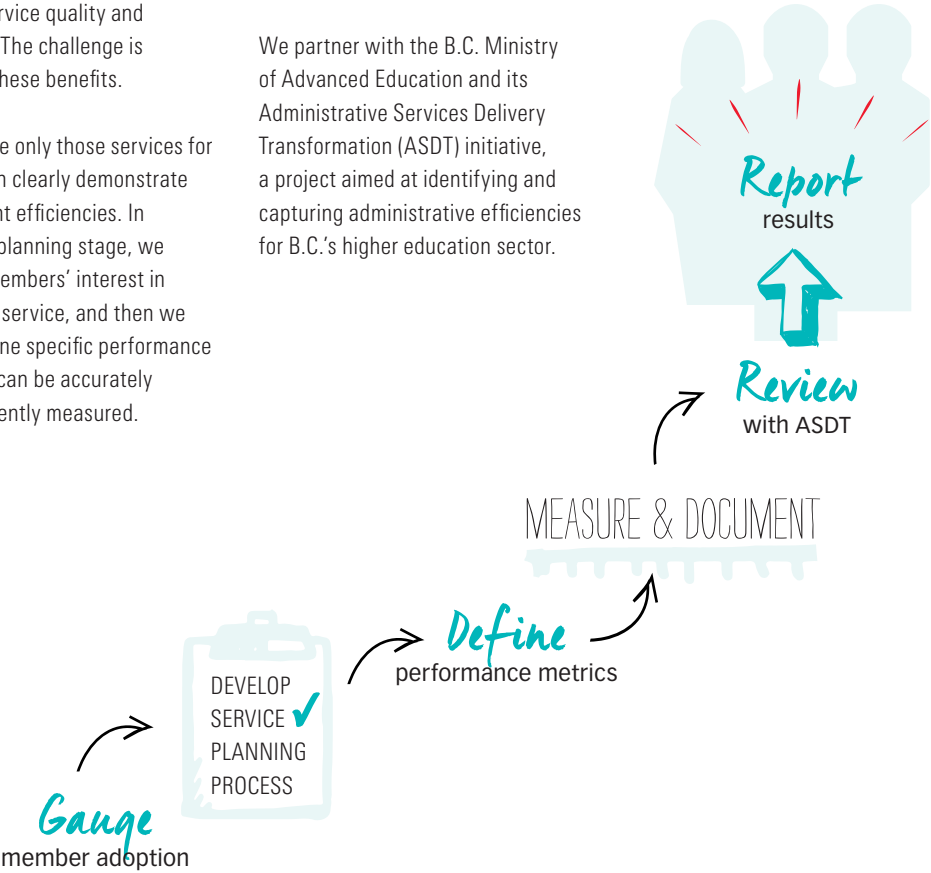 rvice quality and
The challenge is
hese benefits.
e only those services for
n clearly demonstrate
nt efficiencies. In
planning stage, we
embers’ interest in
service, and then we
ne specific performance
can be accurately
ently measured.
We partner with the B.C. Ministry
of Advanced Education and its
Administrative Services Delivery
Transformation (ASDT) initiative,
a project aimed at identifying and
capturing administrative efficiencies
for B.C.’s higher education sector.
Report
results
Review
with ASDT
MEASURE & DOCUMENT
Define
performance metrics
DEVELOP
SERVICE ✓
PLANNING
PROCESS
Gauge
member adoption